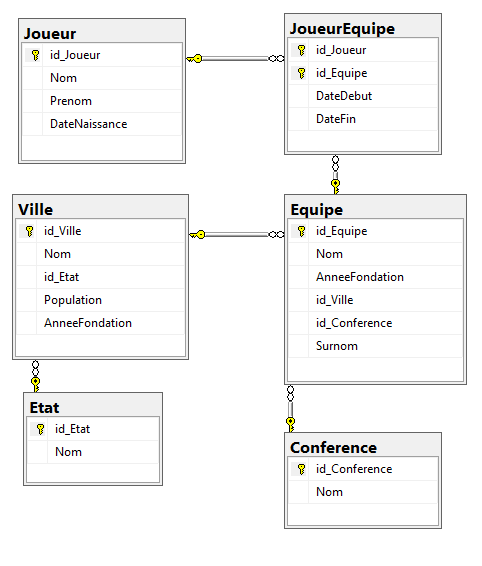 Joueur
id_Joueur
Nom
Prenom
DateNaissance
JoueurEquipe
id_Joueur
id_Equipe
DateDebut
DateFin
Ville
id_Ville
Nom
id_Etat
Population
AnneeFondation
Equipe
id_Equipe
Nom
AnneeFondation
id_Ville
id_Conference
Surnom
Etat
id_Etat
Nom
Conference
id_Conference
Nom